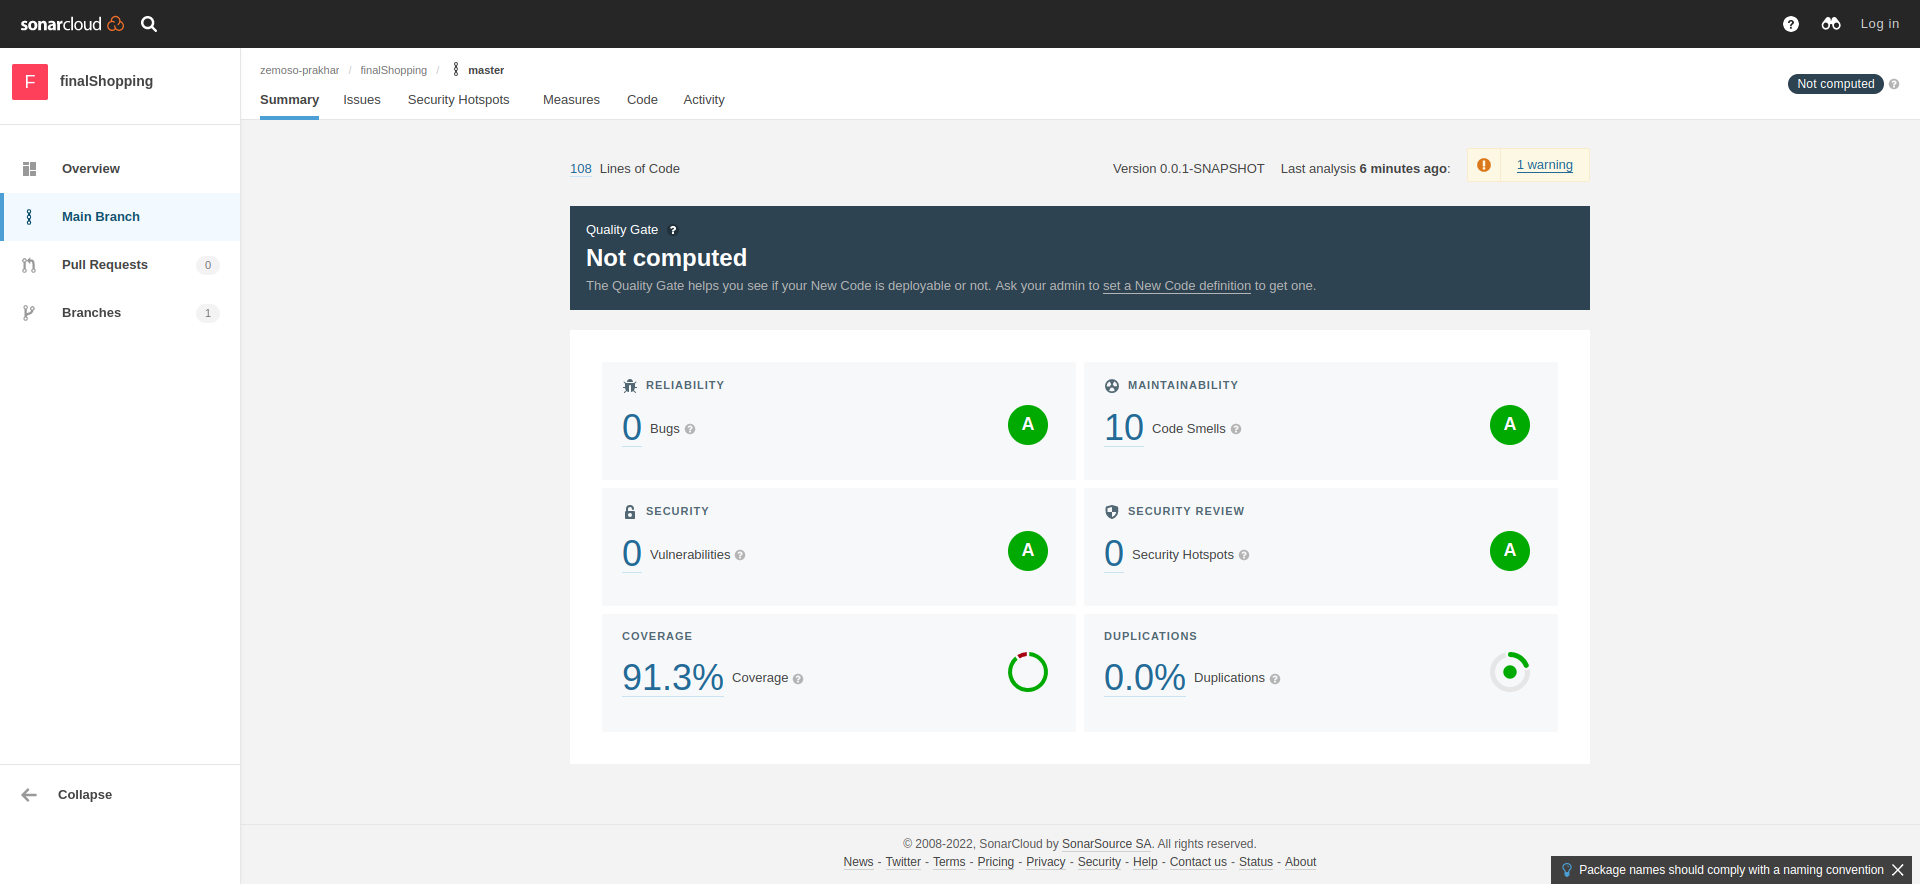 sonarcloud
Log in
F finalShopping
zemoso-prakhar / finalShopping / master
Not computed
Summary Issues Security Hotspots Measures Code Activity
Overview
Main Branch
Pull Requests 0
Branches 1
Collapse
108 Lines of Code
Version 0.0.1-SNAPSHOT Last analysis 6 minutes ago: 1 warning
Quality Gate ?
Not computed
The Quality Gate helps you see if your New Code is deployable or not. Ask your admin to set a New Code definition to get one.
RELIABILITY
0 Bugs ? A
MAINTAINABILITY
10 Code Smells ? A
SECURITY
0 Vulnerabilities ? A
SECURITY REVIEW
0 Security Hotspots ? A
COVERAGE
91.3% Coverage ?
DUPLICATIONS
0.0% Duplications ?
© 2008-2022, SonarCloud by SonarSource SA. All rights reserved.
News - Twitter - Terms - Pricing - Privacy - Security - Help - Contact us - Status - About
Package names should comply with a naming convention